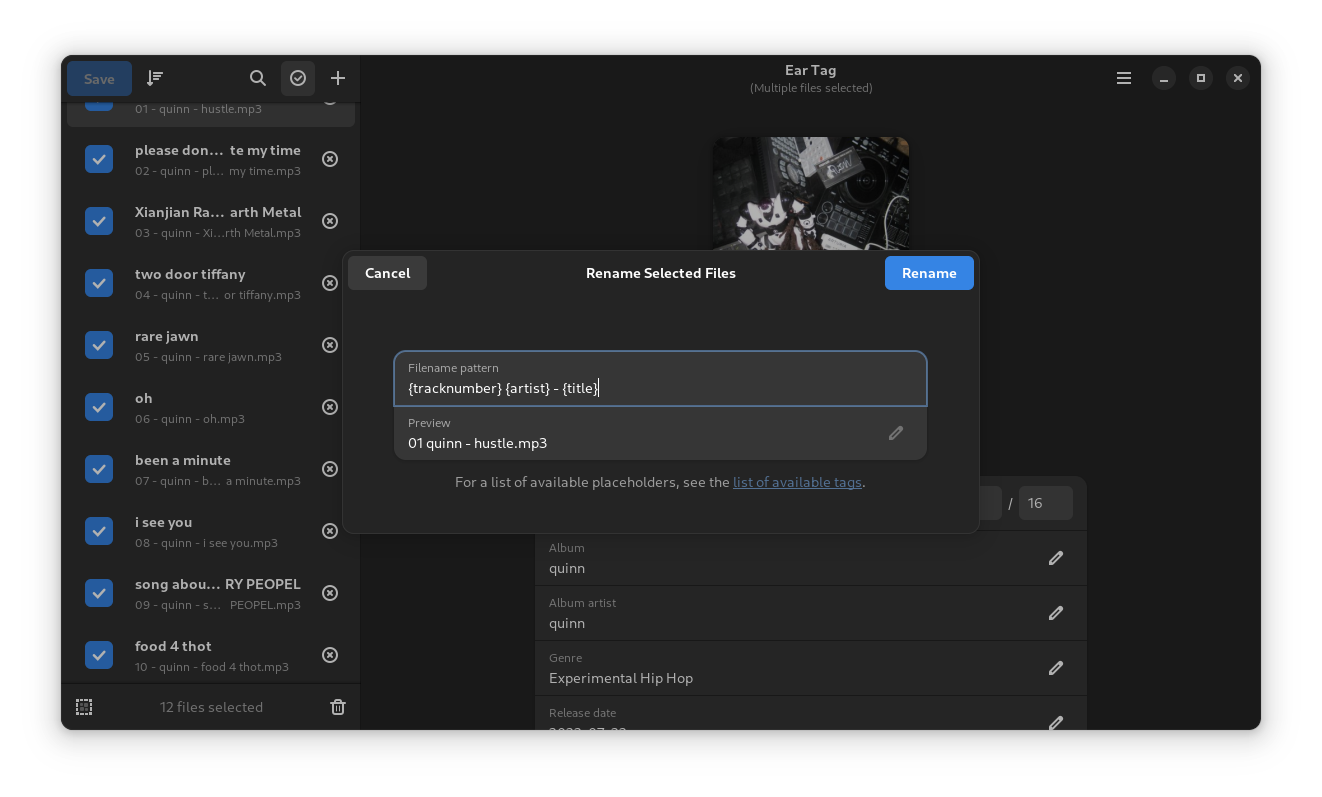 Save
Ear Tag
(Multiple files selected)
01 - quinn - hustle.mp3
please don… te my time
02 - quinn - pl… my time.mp3
Xianjian Ra… arth Metal
03 - quinn - Xi…rth Metal.mp3
two door tiffany
04 - quinn - t… or tiffany.mp3
rare jawn
05 - quinn - rare jawn.mp3
oh
06 - quinn - oh.mp3
been a minute
07 - quinn - b… a minute.mp3
i see you
08 - quinn - i see you.mp3
song abou… RY PEOPEL
09 - quinn - s… PEOPEL.mp3
food 4 thot
10 - quinn - food 4 thot.mp3
12 files selected
Cancel
Rename Selected Files
Rename
Filename pattern
{tracknumber} {artist} - {title}
Preview
01 quinn - hustle.mp3
For a list of available placeholders, see the list of available tags.
/ 16
Album
quinn
Album artist
quinn
Genre
Experimental Hip Hop
Release date